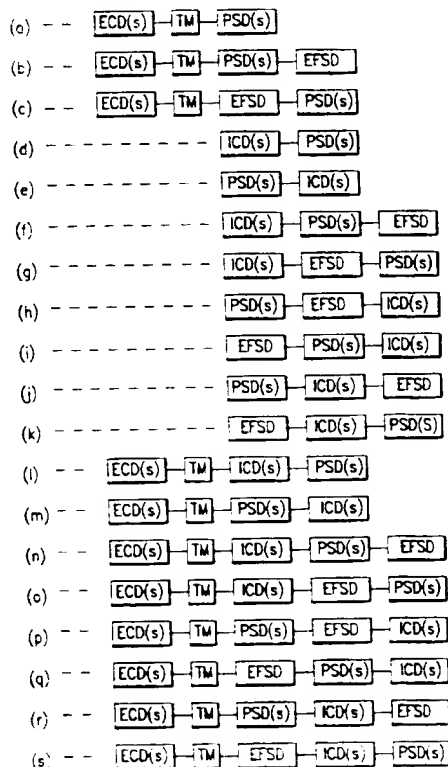 (a) -- ECD(s) TM PSD(s)
(b) -- ECD(s) TM PSD(s) EFSD
(c) -- ECD(s) TM EFSD PSD(s)
(d) ---------- ICD(s) PSD(s)
(e) ---------- PSD(s) ICD(s)
(f) ---------- ICD(s) PSD(s) EFSD
(g) ---------- ICD(s) EFSD PSD(s)
(h) ---------- PSD(s) EFSD ICD(s)
(i) ---------- EFSD PSD(s) ICD(s)
(j) ---------- PSD(s) ICD(s) EFSD
(k) ---------- EFSD ICD(s) PSD(S)
(l) -- ECD(s) TM ICD(s) PSD(s)
(m) -- ECD(s) TM PSD(s) ICD(s)
(n) -- ECD(s) TM ICD(s) PSD(s) EFSD
(o) -- ECD(s) TM ICD(s) EFSD PSD(s)
(p) -- ECD(s) TM PSD(s) EFSD ICD(s)
(q) -- ECD(s) TM EFSD PSD(s) ICD(s)
(r) -- ECD(s) TM PSD(s) ICD(s) EFSD
(s) -- ECD(s) TM EFSD ICD(s) PSD(s)